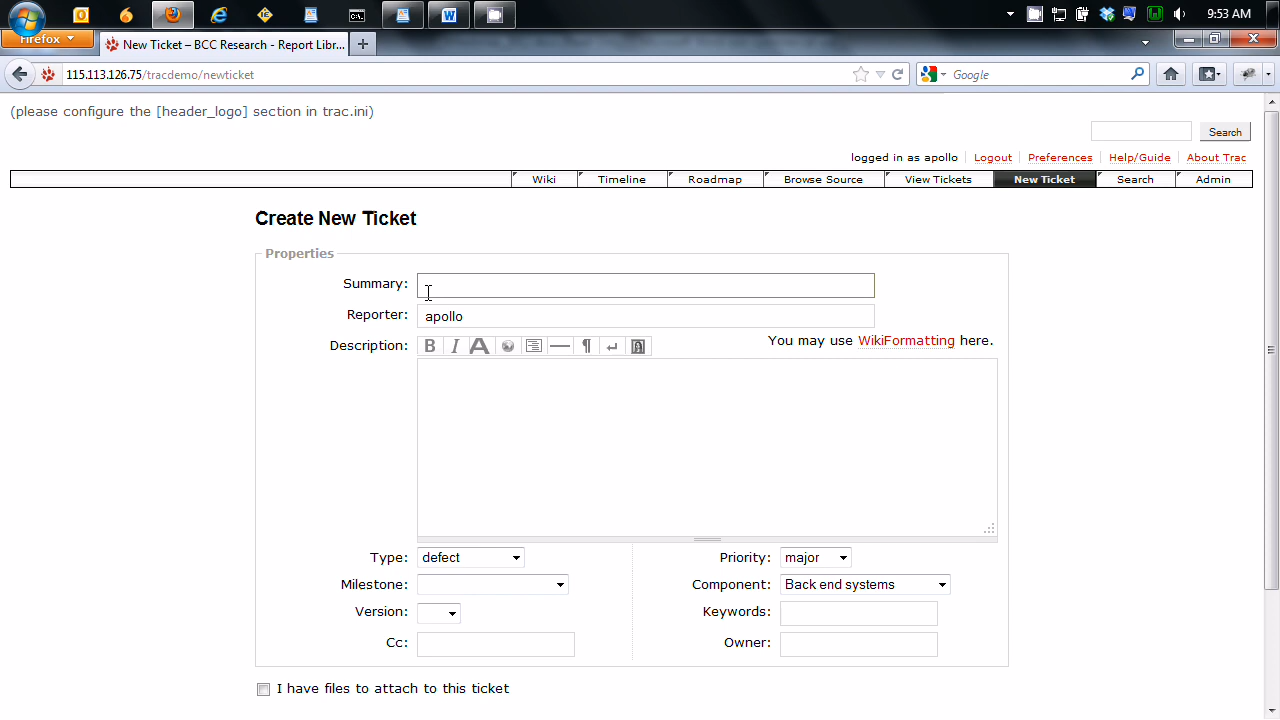 9:53 AM
Firefox
New Ticket – BCC Research - Report Libr...
115.113.126.75/tracdemo/newticket
Google
(please configure the [header_logo] section in trac.ini)
Search
logged in as apollo Logout Preferences Help/Guide About Trac
Wiki Timeline Roadmap Browse Source View Tickets New Ticket Search Admin
Create New Ticket
Properties
Summary:
Reporter: apollo
Description: B I A You may use WikiFormatting here.
Type: defect Priority: major
Milestone: Component: Back end systems
Version: Keywords:
Cc: Owner:
I have files to attach to this ticket